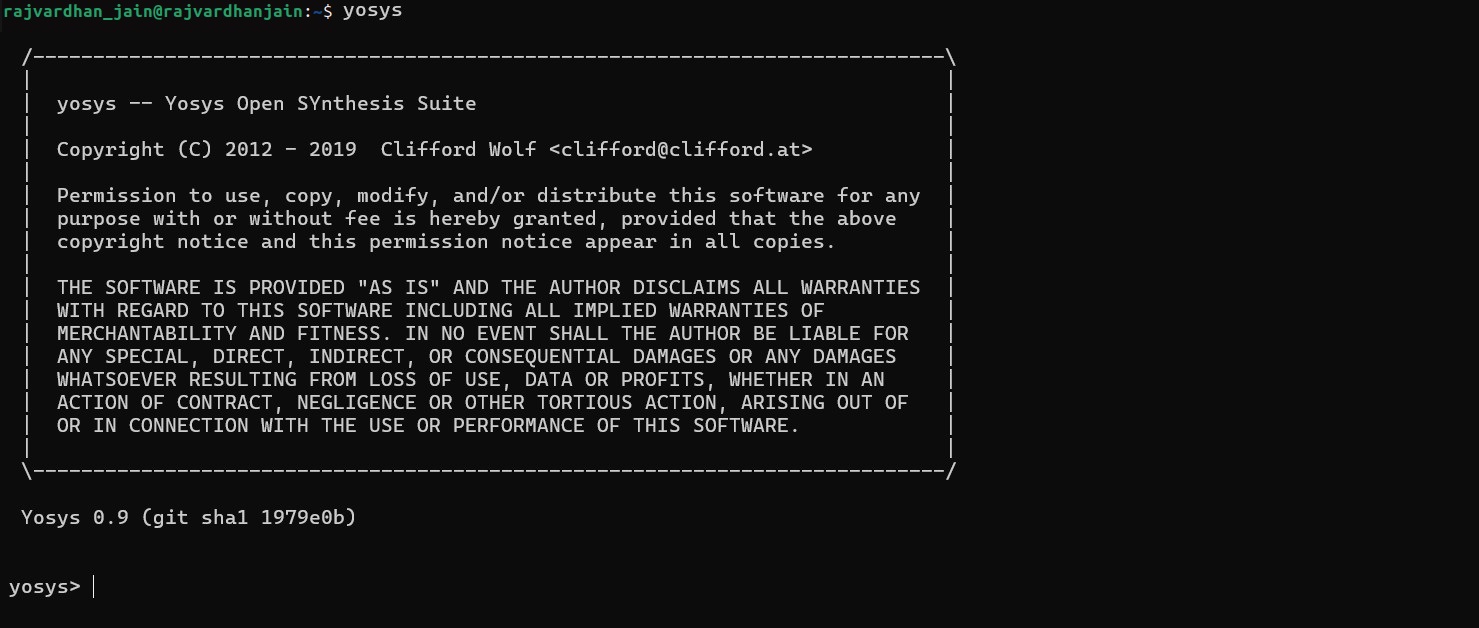 rajvardhan_jain@rajvardhanjain:~$ yosys
/----------------------------------------------------------------------------\
|                                                                            |
|  yosys -- Yosys Open SYnthesis Suite                                       |
|                                                                            |
|  Copyright (C) 2012 - 2019  Clifford Wolf <clifford@clifford.at>           |
|                                                                            |
|  Permission to use, copy, modify, and/or distribute this software for any  |
|  purpose with or without fee is hereby granted, provided that the above    |
|  copyright notice and this permission notice appear in all copies.         |
|                                                                            |
|  THE SOFTWARE IS PROVIDED "AS IS" AND THE AUTHOR DISCLAIMS ALL WARRANTIES  |
|  WITH REGARD TO THIS SOFTWARE INCLUDING ALL IMPLIED WARRANTIES OF          |
|  MERCHANTABILITY AND FITNESS. IN NO EVENT SHALL THE AUTHOR BE LIABLE FOR   |
|  ANY SPECIAL, DIRECT, INDIRECT, OR CONSEQUENTIAL DAMAGES OR ANY DAMAGES    |
|  WHATSOEVER RESULTING FROM LOSS OF USE, DATA OR PROFITS, WHETHER IN AN     |
|  ACTION OF CONTRACT, NEGLIGENCE OR OTHER TORTIOUS ACTION, ARISING OUT OF   |
|  OR IN CONNECTION WITH THE USE OR PERFORMANCE OF THIS SOFTWARE.            |
|                                                                            |
\----------------------------------------------------------------------------/
Yosys 0.9 (git sha1 1979e0b)
yosys>